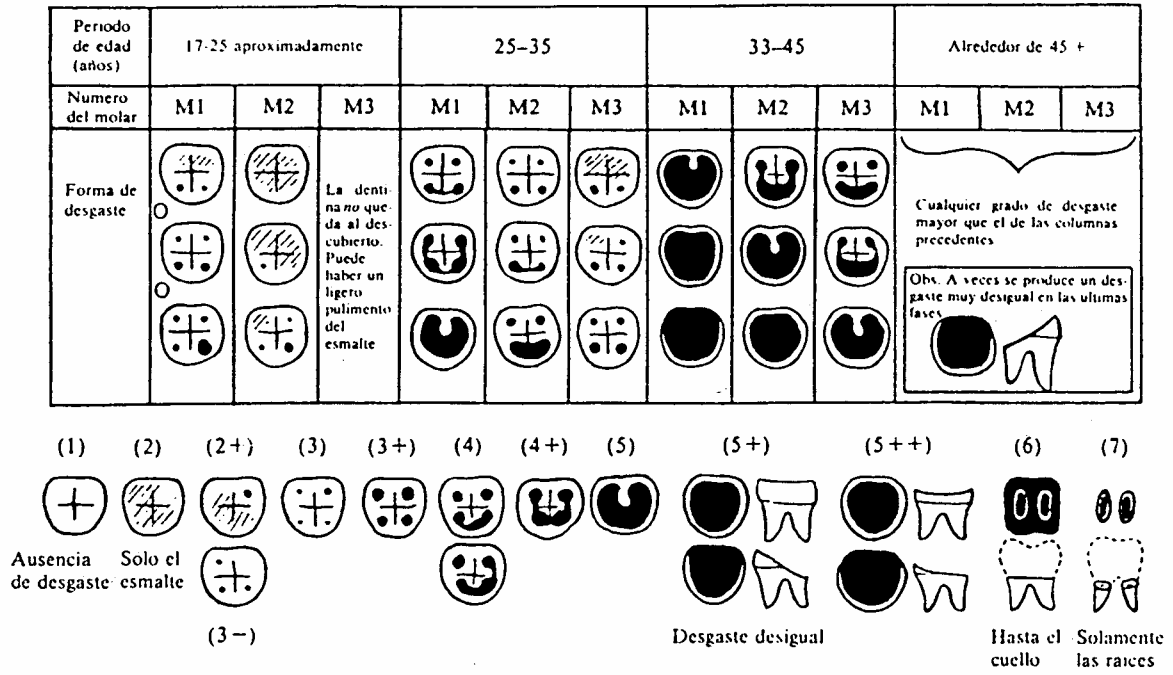 Periodo
de edad
(años)
17-25 aproximadamente
25–35
33–45
Alrededor de 45 +
Numero
del molar
M1
M2
M3
M1
M2
M3
M1
M2
M3
M1
M2
M3
Forma de
desgaste
O
O
La denti-
na no que-
da al des-
cubierto.
Puede
haber un
ligero
pulimento
del
esmalte
Cualquier grado de desgaste
mayor que el de las columnas
precedentes
Obs. A veces se produce un des-
gaste muy desigual en las ultimas
fases
(1)
(2)
(2+)
(3)
(3+)
(4)
(4+)
(5)
(5+)
(5++)
(6)
(7)
Ausencia
de desgaste
Solo el
esmalte
(3−)
Desgaste desigual
Hasta el
cuello
Solamente
las raices